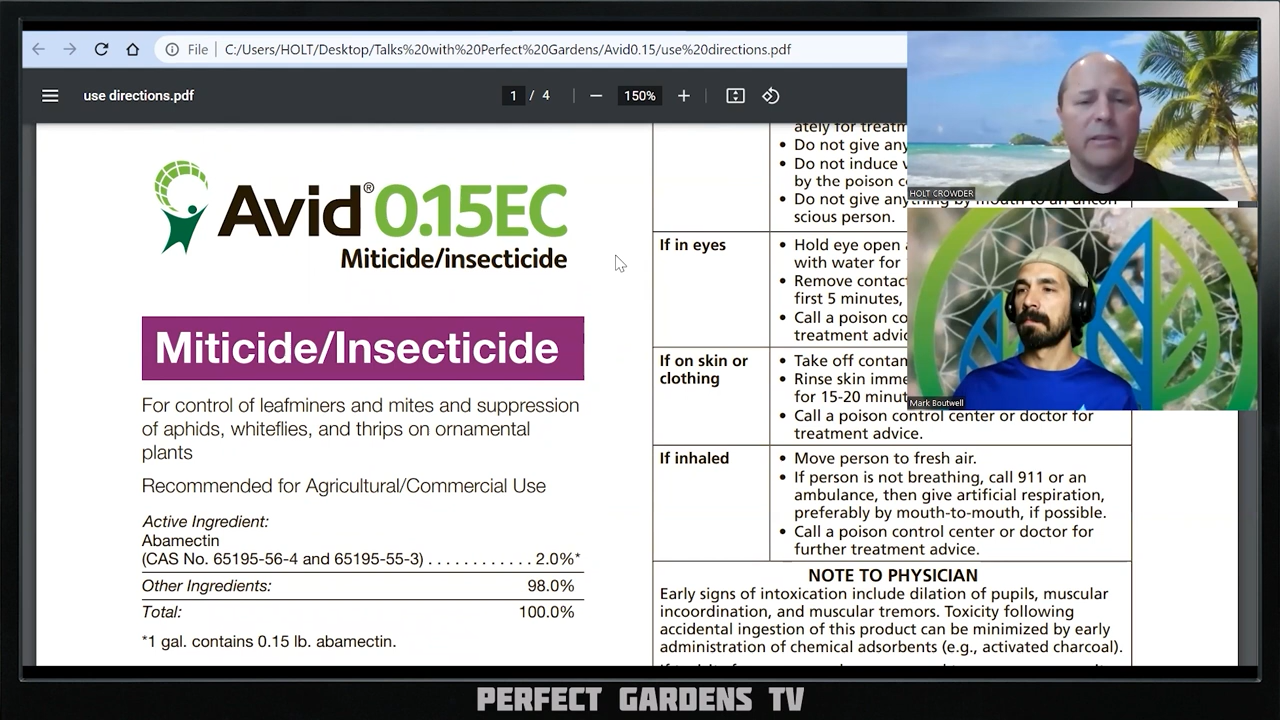 File
C:/Users/HOLT/Desktop/Talks%20with%20Perfect%20Gardens/Avid0.15/use%20directions.pdf
use directions.pdf
1 / 4
150%
Avid® 0.15EC
Miticide/insecticide
Miticide/Insecticide
For control of leafminers and mites and suppression
of aphids, whiteflies, and thrips on ornamental
plants
Recommended for Agricultural/Commercial Use
Active Ingredient:
Abamectin
(CAS No. 65195-56-4 and 65195-55-3) . . . . . . . . . . . . 2.0%*
Other Ingredients: 98.0%
Total: 100.0%
*1 gal. contains 0.15 lb. abamectin.
ately for treatm
• Do not give any
• Do not induce v
by the poison c
• Do not give anything by mouth to an uncon
scious person.
If in eyes
• Hold eye open a
with water for
• Remove contac
first 5 minutes,
• Call a poison co
treatment advic
If on skin or
clothing
• Take off contan
• Rinse skin imme
for 15-20 minut
• Call a poison control center or doctor for
treatment advice.
If inhaled
• Move person to fresh air.
• If person is not breathing, call 911 or an
ambulance, then give artificial respiration,
preferably by mouth-to-mouth, if possible.
• Call a poison control center or doctor for
further treatment advice.
NOTE TO PHYSICIAN
Early signs of intoxication include dilation of pupils, muscular
incoordination, and muscular tremors. Toxicity following
accidental ingestion of this product can be minimized by early
administration of chemical adsorbents (e.g., activated charcoal).
HOLT CROWDER
Mark Boutwell
PERFECT GARDENS TV